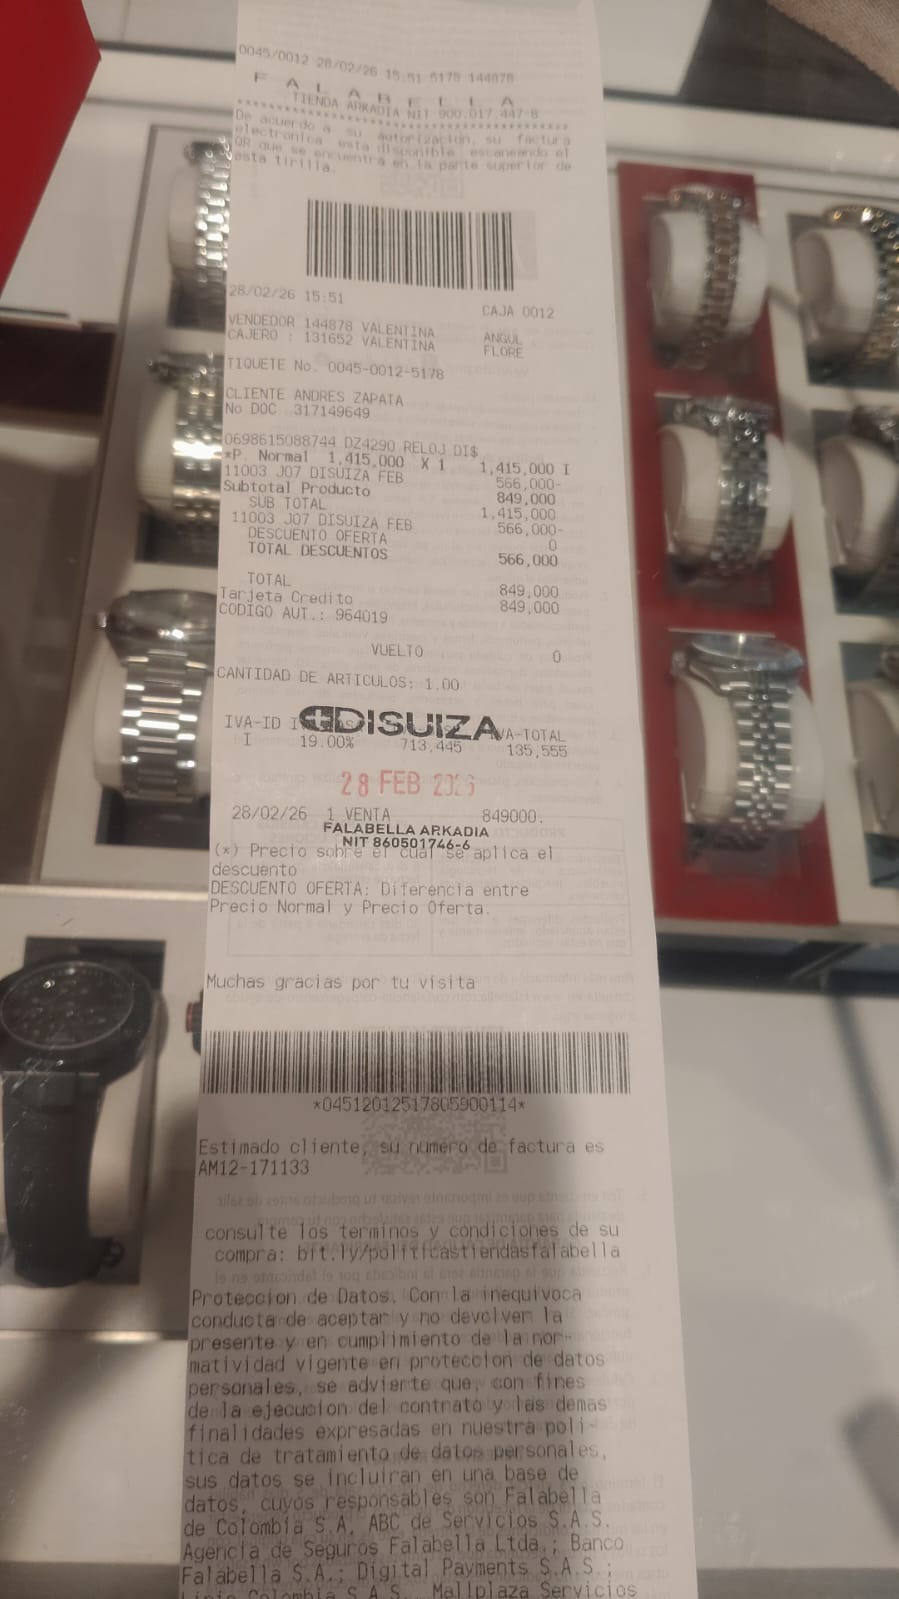 0045/0012 28/02/26 15:51 5178 144878
F A L A B E L L A
TIENDA ARKADIA NIT 900.017.447-8
De acuerdo a su autorizacion, su factura
electronica esta disponible escaneando el
QR que se encuentra en la parte superior de
esta tirilla.
28/02/26 15:51 CAJA 0012
VENDEDOR 144878 VALENTINA ANGUL
CAJERO : 131652 VALENTINA FLORE
TIQUETE No. 0045-0012-5178
CLIENTE ANDRES ZAPATA
No DOC 317149649
0698615088744 DZ4290 RELOJ DI$
*P. Normal 1,415,000 X 1 1,415,000 I
11003 J07 DISUIZA FEB 566,000-
Subtotal Producto 849,000
SUB TOTAL 1,415,000
11003 J07 DISUIZA FEB 566,000-
DESCUENTO OFERTA 0
TOTAL DESCUENTOS 566,000
TOTAL 849,000
Tarjeta Credito 849,000
CODIGO AUT.: 964019
VUELTO 0
CANTIDAD DE ARTICULOS: 1.00
DISUIZA
IVA-ID IVA-TOTAL
I 19.00% 713,445 135,555
28 FEB 2026
28/02/26 1 VENTA 849000.
FALABELLA ARKADIA
NIT 860501746-6
(*) Precio sobre el cual se aplica el
descuento
DESCUENTO OFERTA: Diferencia entre
Precio Normal y Precio Oferta.
Muchas gracias por tu visita
*04512012517805900114*
Estimado cliente, su numero de factura es
AM12-171133
consulte los terminos y condiciones de su
compra: bit.ly/politicastiendasfalabella
Proteccion de Datos. Con la inequivoca
conducta de aceptar y no devolver la
presente y en cumplimiento de la nor-
matividad vigente en proteccion de datos
personales, se advierte que, con fines
de la ejecucion del contrato y las demas
finalidades expresadas en nuestra poli-
tica de tratamiento de datos personales,
sus datos se incluiran en una base de
datos, cuyos responsables son Falabella
de Colombia S.A, ABC de Servicios S.A.S.
Agencia de Seguros Falabella Ltda.; Banco
Falabella S.A.; Digital Payments S.A.S.;
Colombia S.A.S. Mallplaza Servicios